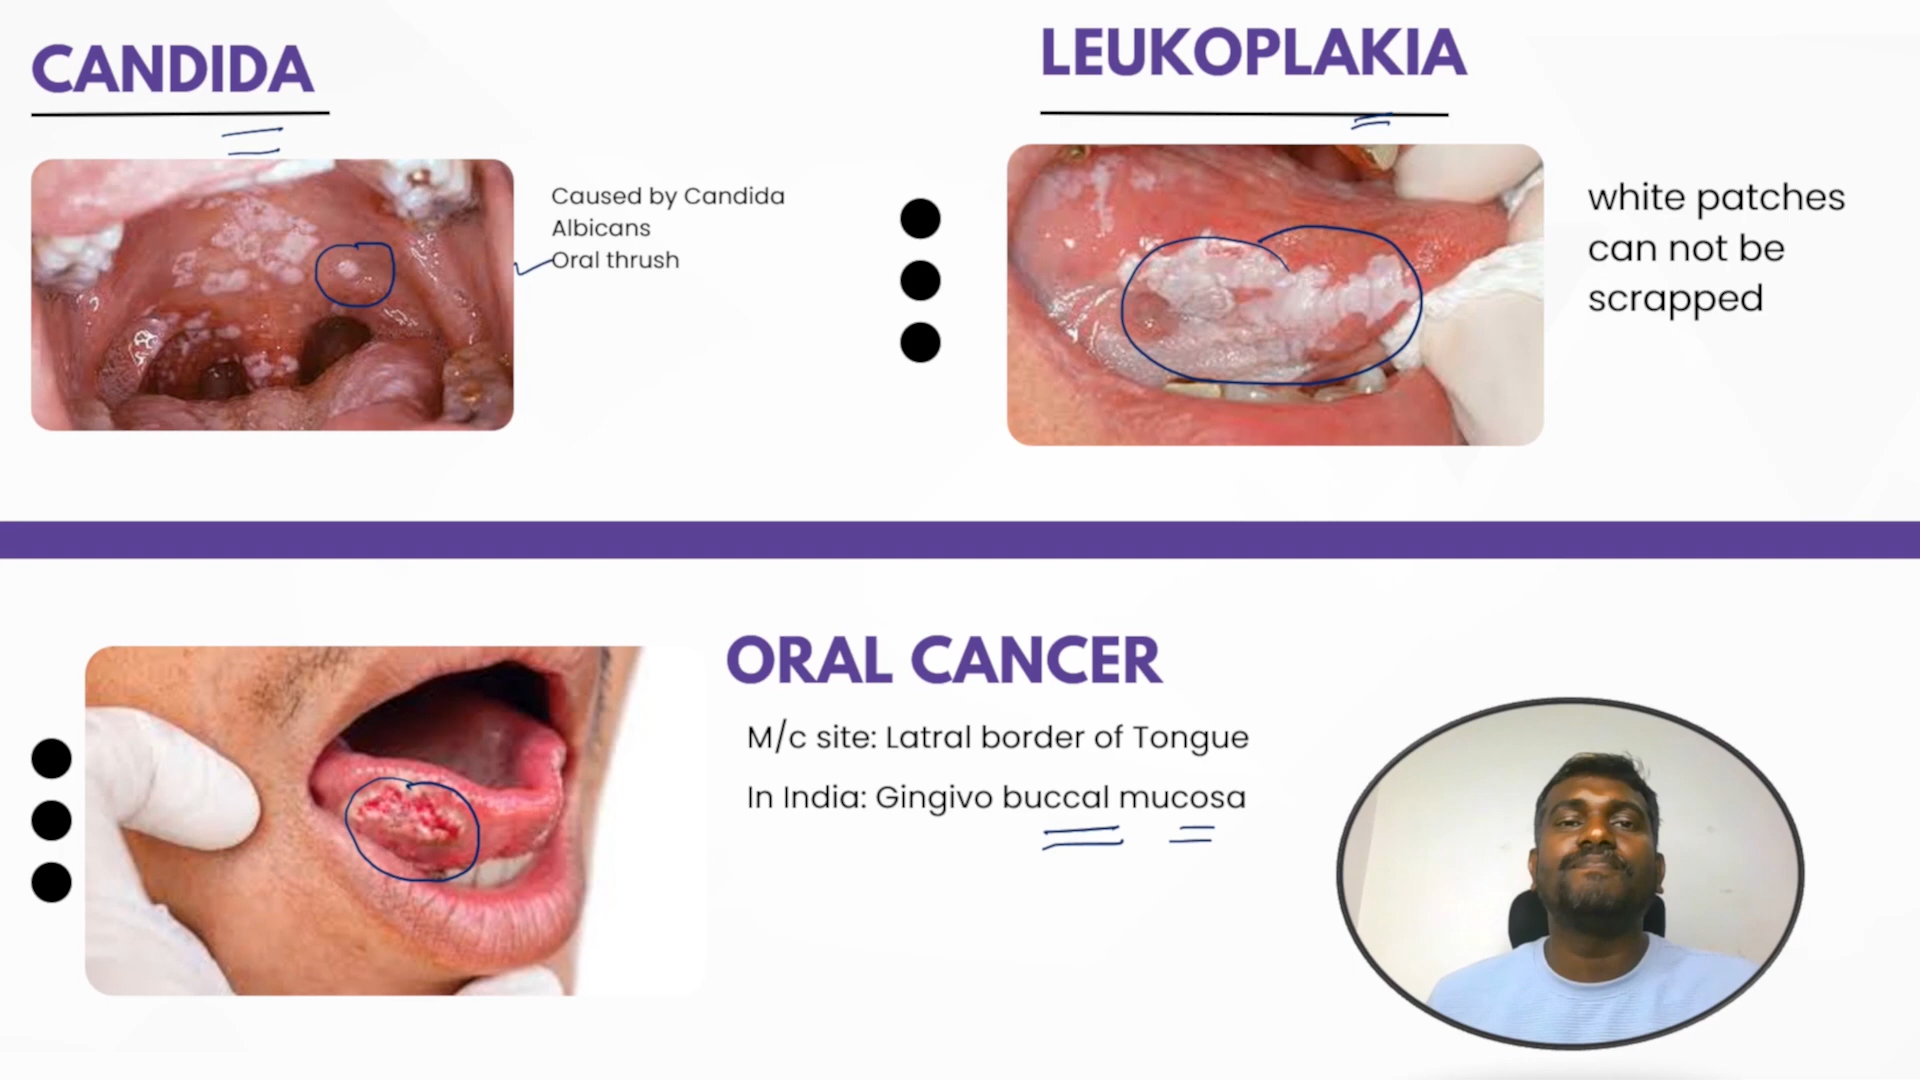 CANDIDA
Caused by Candida
Albicans
Oral thrush
LEUKOPLAKIA
white patches
can not be
scrapped
ORAL CANCER
M/c site: Latral border of Tongue
In India: Gingivo buccal mucosa